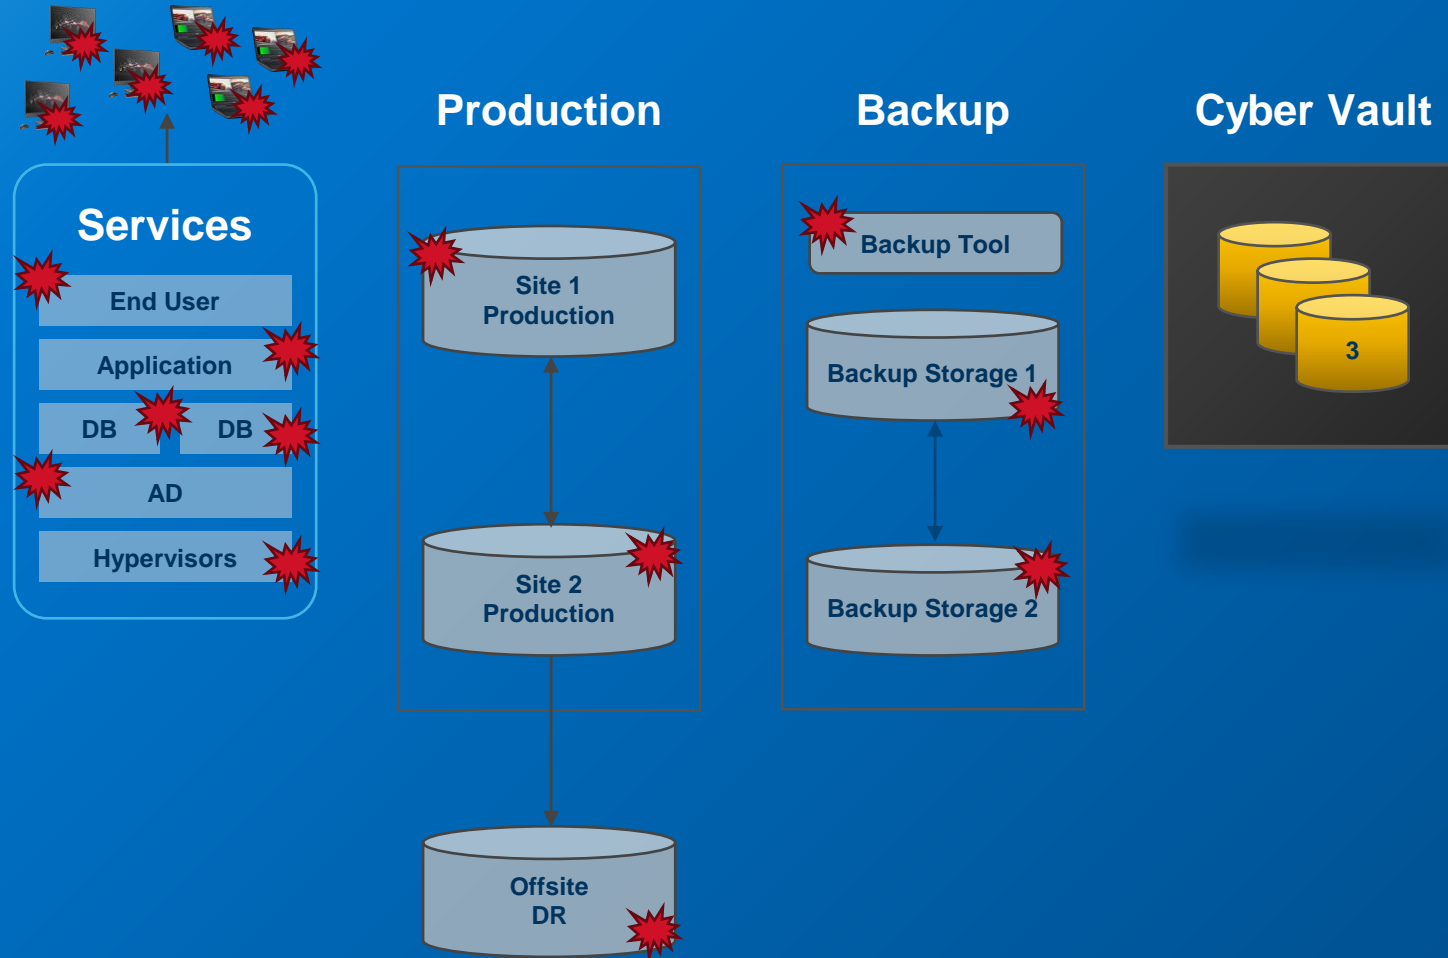 Production
Backup
Cyber Vault
Services
End User
Application
DB
DB
AD
Hypervisors
Site 1
Production
Site 2
Production
Offsite
DR
Backup Tool
Backup Storage 1
Backup Storage 2
3